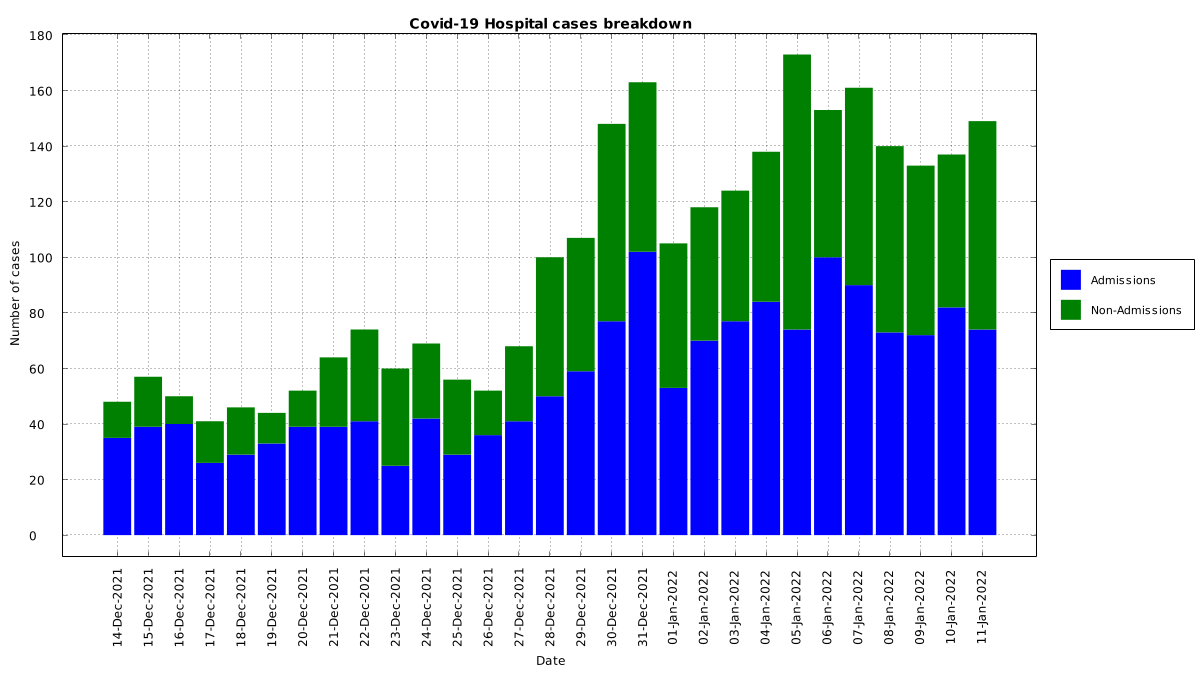 Covid-19 Hospital cases breakdown
180
160
140
120
100
80
60
40
20
0
Number of cases
14-Dec-2021
15-Dec-2021
16-Dec-2021
17-Dec-2021
18-Dec-2021
19-Dec-2021
20-Dec-2021
21-Dec-2021
22-Dec-2021
23-Dec-2021
24-Dec-2021
25-Dec-2021
26-Dec-2021
27-Dec-2021
28-Dec-2021
29-Dec-2021
30-Dec-2021
31-Dec-2021
01-Jan-2022
02-Jan-2022
03-Jan-2022
04-Jan-2022
05-Jan-2022
06-Jan-2022
07-Jan-2022
08-Jan-2022
09-Jan-2022
10-Jan-2022
11-Jan-2022
Date
Admissions
Non-Admissions